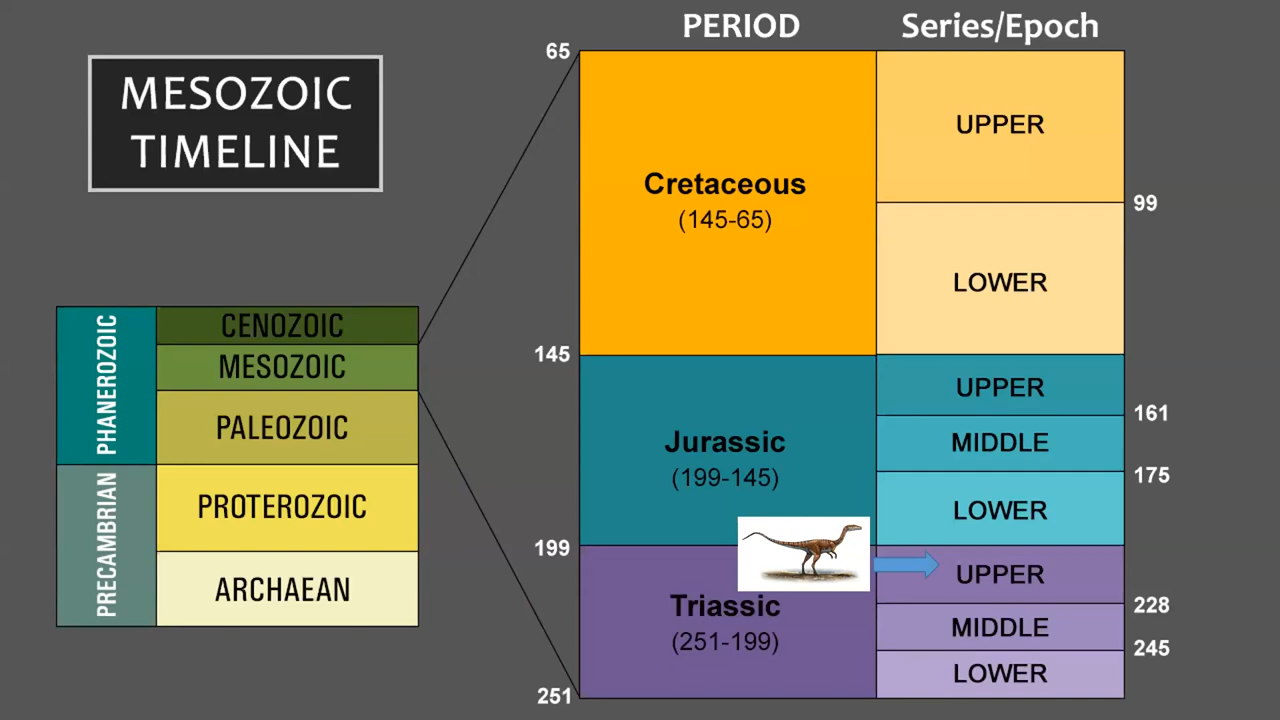 MESOZOIC
TIMELINE
PERIOD
Series/Epoch
65
Cretaceous
(145-65)
UPPER
99
LOWER
145
Jurassic
(199-145)
UPPER
161
MIDDLE
175
LOWER
199
Triassic
(251-199)
UPPER
228
MIDDLE
245
LOWER
251
PHANEROZOIC
CENOZOIC
MESOZOIC
PALEOZOIC
PRECAMBRIAN
PROTEROZOIC
ARCHAEAN